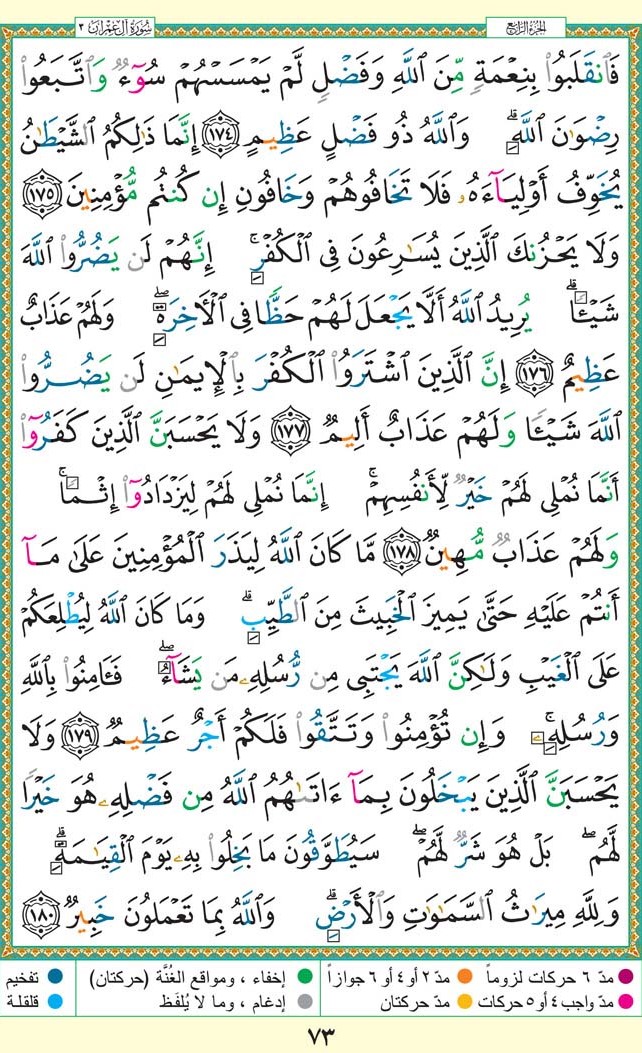 سُورَةُ آلِ عِمْرَان ٣
الجزءُ الرَّابِع
فَٱنقَلَبُوا۟ بِنِعْمَةٍ مِّنَ ٱللَّهِ وَفَضْلٍ لَّمْ يَمْسَسْهُمْ سُوٓءٌ وَٱتَّبَعُوا۟
رِضْوَٰنَ ٱللَّهِ ۗ وَٱللَّهُ ذُو فَضْلٍ عَظِيمٍ ١٧٤ إِنَّمَا ذَٰلِكُمُ ٱلشَّيْطَـٰنُ
يُخَوِّفُ أَوْلِيَآءَهُۥ فَلَا تَخَافُوهُمْ وَخَافُونِ إِن كُنتُم مُّؤْمِنِينَ ١٧٥
وَلَا يَحْزُنكَ ٱلَّذِينَ يُسَـٰرِعُونَ فِى ٱلْكُفْرِ ۚ إِنَّهُمْ لَن يَضُرُّوا۟ ٱللَّهَ
شَيْـًٔا ۗ يُرِيدُ ٱللَّهُ أَلَّا يَجْعَلَ لَهُمْ حَظًّا فِى ٱلْـَٔاخِرَةِ ۖ وَلَهُمْ عَذَابٌ
عَظِيمٌ ١٧٦ إِنَّ ٱلَّذِينَ ٱشْتَرَوُا۟ ٱلْكُفْرَ بِٱلْإِيمَـٰنِ لَن يَضُرُّوا۟
ٱللَّهَ شَيْـًٔا وَلَهُمْ عَذَابٌ أَلِيمٌ ١٧٧ وَلَا يَحْسَبَنَّ ٱلَّذِينَ كَفَرُوٓا۟
أَنَّمَا نُمْلِى لَهُمْ خَيْرٌ لِّأَنفُسِهِمْ ۚ إِنَّمَا نُمْلِى لَهُمْ لِيَزْدَادُوٓا۟ إِثْمًا ۚ
وَلَهُمْ عَذَابٌ مُّهِينٌ ١٧٨ مَّا كَانَ ٱللَّهُ لِيَذَرَ ٱلْمُؤْمِنِينَ عَلَىٰ مَآ
أَنتُمْ عَلَيْهِ حَتَّىٰ يَمِيزَ ٱلْخَبِيثَ مِنَ ٱلطَّيِّبِ ۗ وَمَا كَانَ ٱللَّهُ لِيُطْلِعَكُمْ
عَلَى ٱلْغَيْبِ وَلَـٰكِنَّ ٱللَّهَ يَجْتَبِى مِن رُّسُلِهِۦ مَن يَشَآءُ ۖ فَـَٔامِنُوا۟ بِٱللَّهِ
وَرُسُلِهِۦ ۚ وَإِن تُؤْمِنُوا۟ وَتَتَّقُوا۟ فَلَكُمْ أَجْرٌ عَظِيمٌ ١٧٩ وَلَا
يَحْسَبَنَّ ٱلَّذِينَ يَبْخَلُونَ بِمَآ ءَاتَىٰهُمُ ٱللَّهُ مِن فَضْلِهِۦ هُوَ خَيْرًا
لَّهُم ۖ بَلْ هُوَ شَرٌّ لَّهُمْ ۖ سَيُطَوَّقُونَ مَا بَخِلُوا۟ بِهِۦ يَوْمَ ٱلْقِيَـٰمَةِ ۗ
وَلِلَّهِ مِيرَٰثُ ٱلسَّمَـٰوَٰتِ وَٱلْأَرْضِ ۗ وَٱللَّهُ بِمَا تَعْمَلُونَ خَبِيرٌ ١٨٠
مدّ ٦ حركات لزوماً مدّ ٢ أو ٤ أو ٦ جوازاً إخفاء ، ومواقع الغُنَّة (حركتان) تفخيم
مدّ واجب ٤ أو ٥ حركات مدّ حركتان إدغام ، وما لا يُلفَظ قلقلة
٧٣